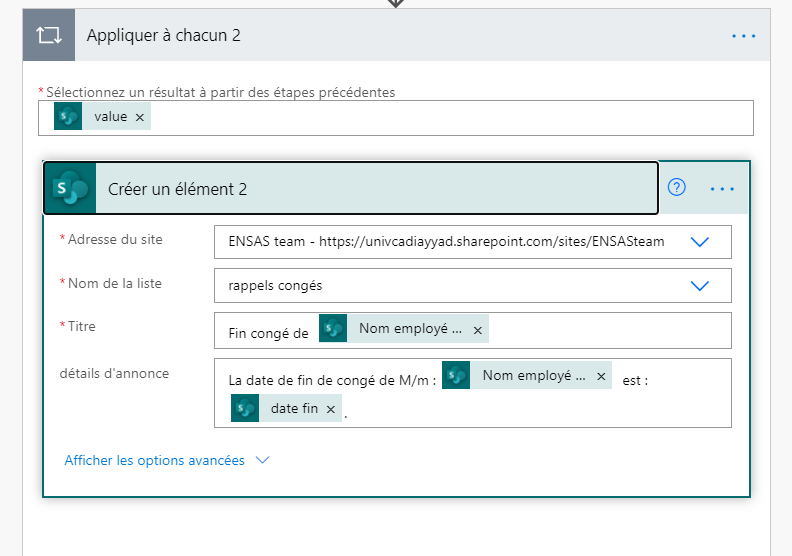 Appliquer à chacun 2
* Sélectionnez un résultat à partir des étapes précédentes
value ×
Créer un élément 2
* Adresse du site
ENSAS team - https://univcadiayyad.sharepoint.com/sites/ENSASteam
* Nom de la liste
rappels congés
* Titre
Fin congé de Nom employé ... ×
détails d'annonce
La date de fin de congé de M/m : Nom employé ... × est :
date fin × .
Afficher les options avancées